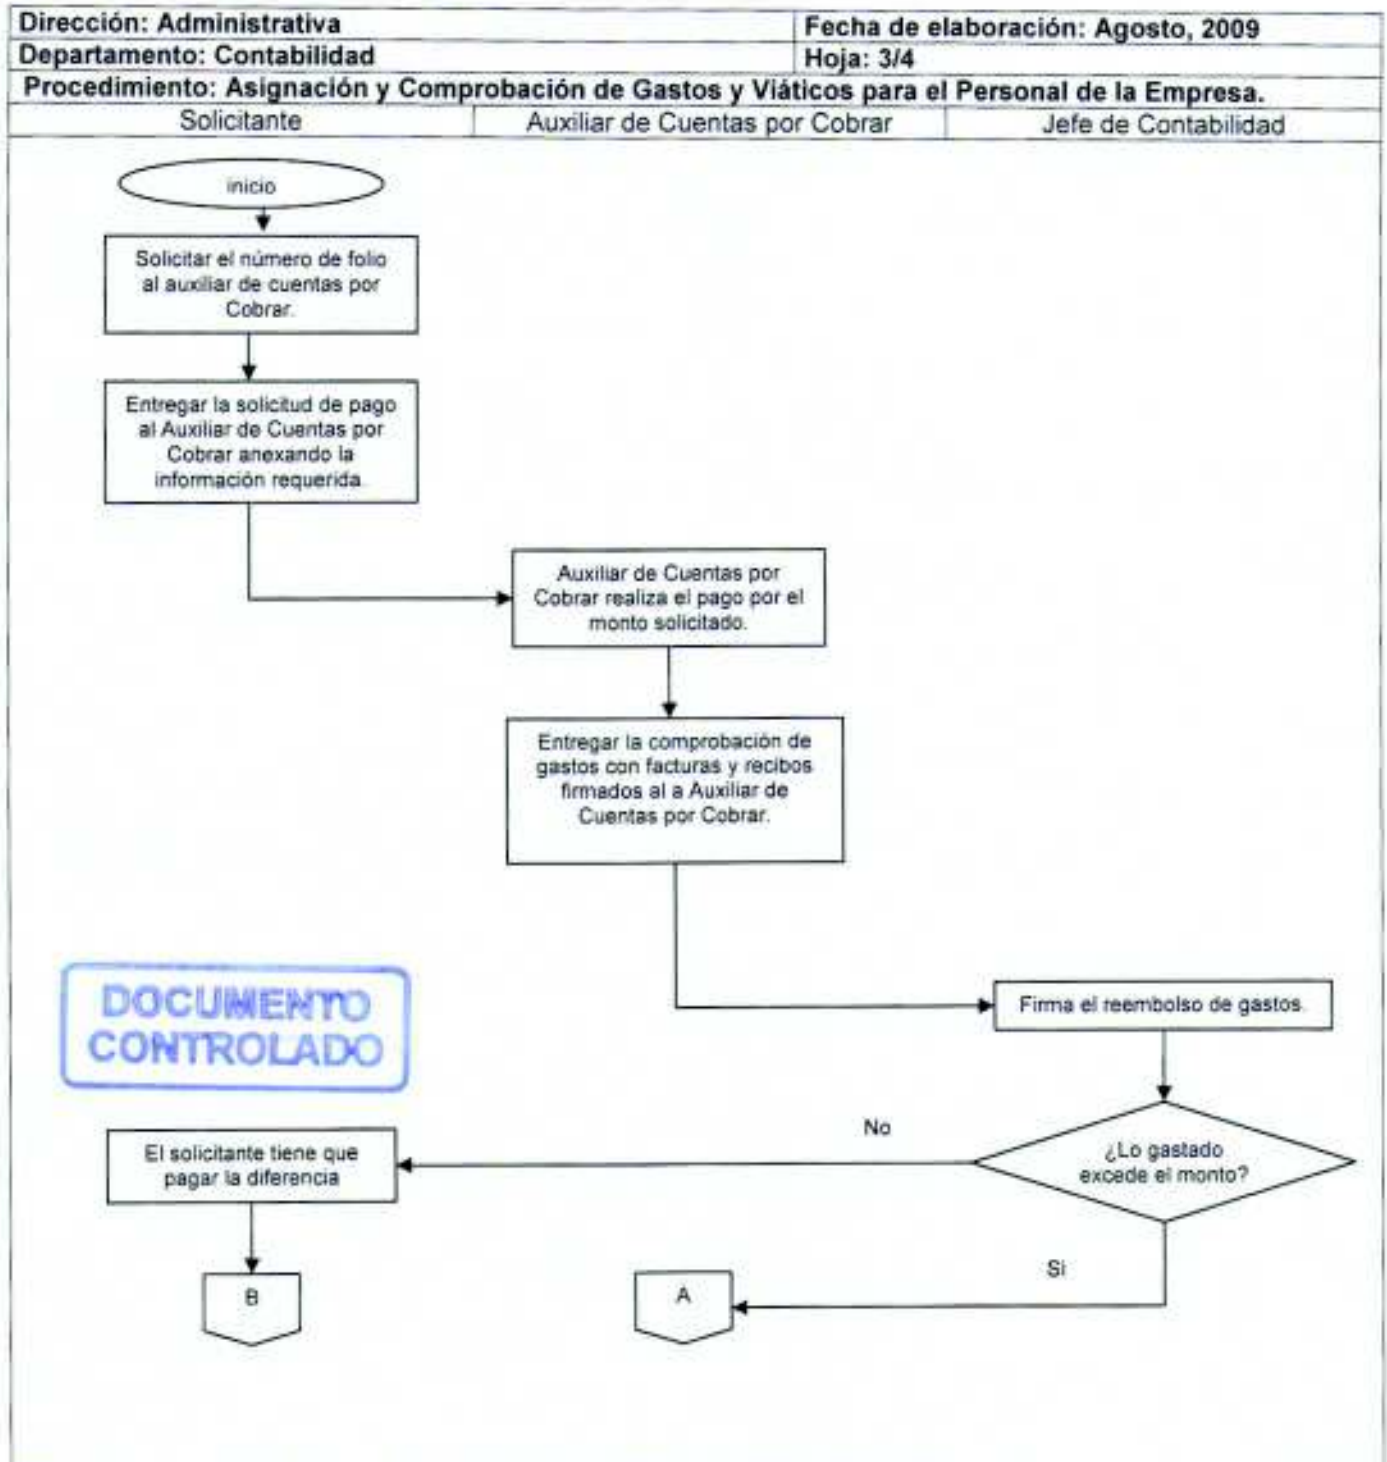 Dirección: Administrativa
Fecha de elaboración: Agosto, 2009
Departamento: Contabilidad
Hoja: 3/4
Procedimiento: Asignación y Comprobación de Gastos y Viáticos para el Personal de la Empresa.
Solicitante
Auxiliar de Cuentas por Cobrar
Jefe de Contabilidad
inicio
Solicitar el número de folio
al auxiliar de cuentas por
Cobrar.
Entregar la solicitud de pago
al Auxiliar de Cuentas por
Cobrar anexando la
información requerida.
Auxiliar de Cuentas por
Cobrar realiza el pago por el
monto solicitado.
Entregar la comprobación de
gastos con facturas y recibos
firmados al a Auxiliar de
Cuentas por Cobrar.
DOCUMENTO
CONTROLADO
Firma el reembolso de gastos.
No
¿Lo gastado
excede el monto?
El solicitante tiene que
pagar la diferencia
Si
B
A